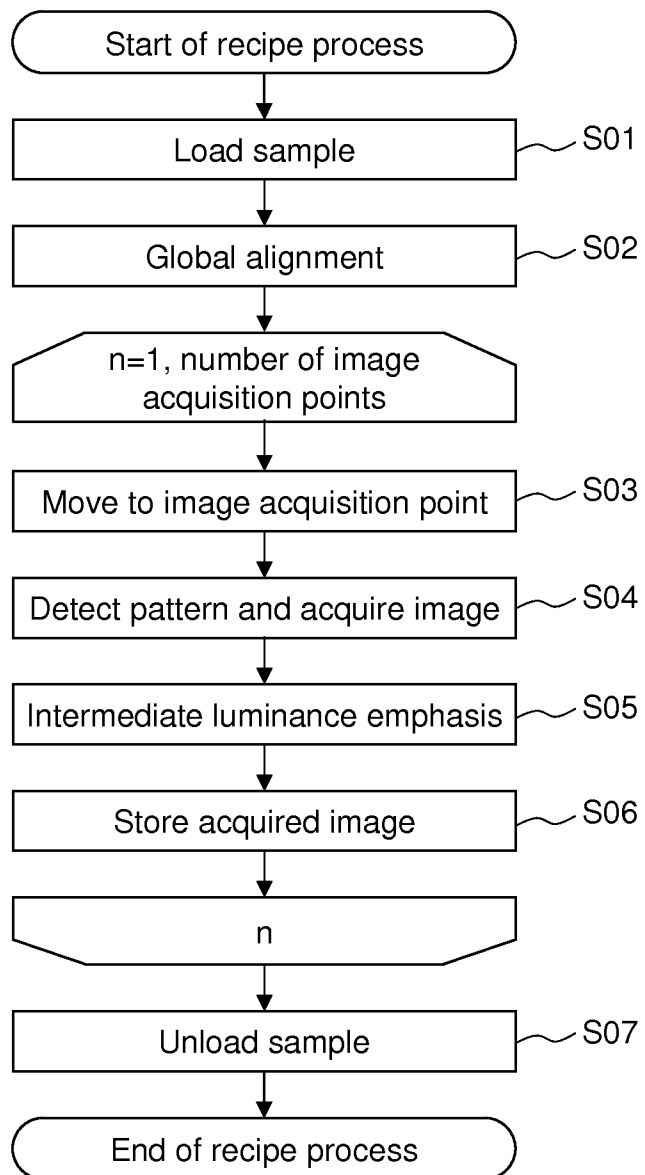 Start of recipe process
Load sample
S01
Global alignment
S02
n=1, number of image
acquisition points
Move to image acquisition point
S03
Detect pattern and acquire image
S04
Intermediate luminance emphasis
S05
Store acquired image
S06
n
Unload sample
S07
End of recipe process